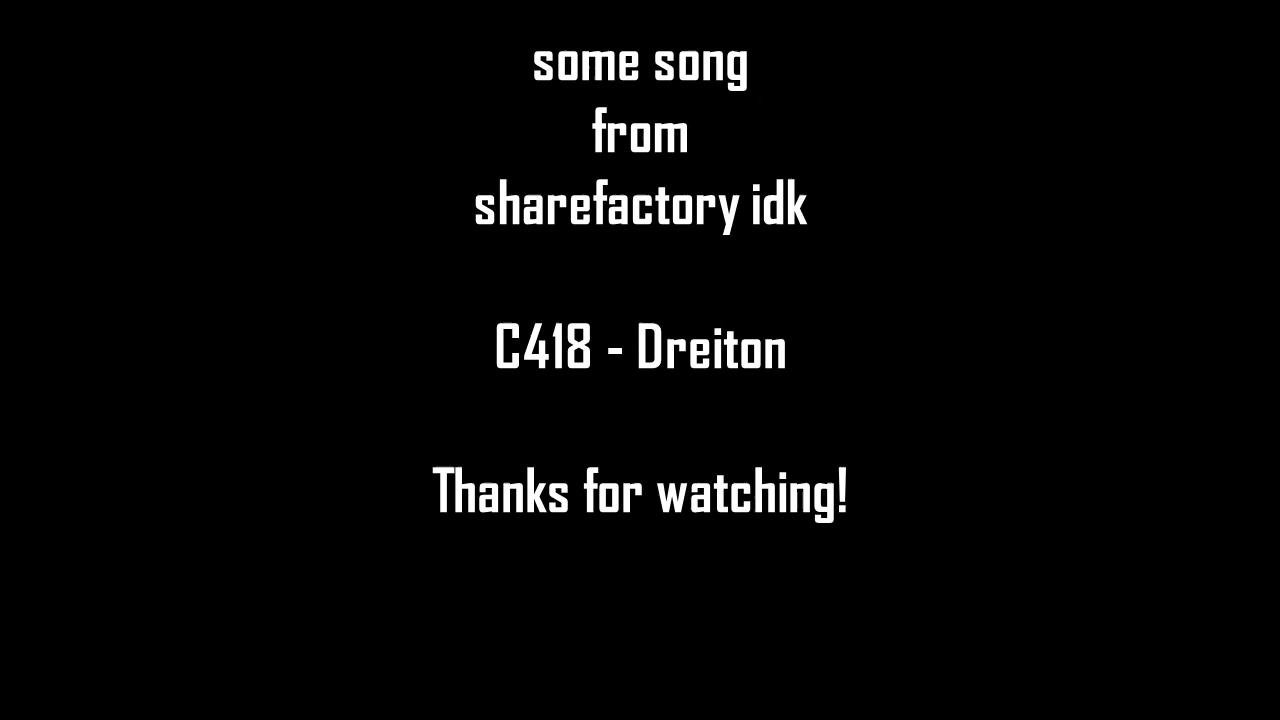 some song
from
sharefactory idk
C418 - Dreiton
Thanks for watching!